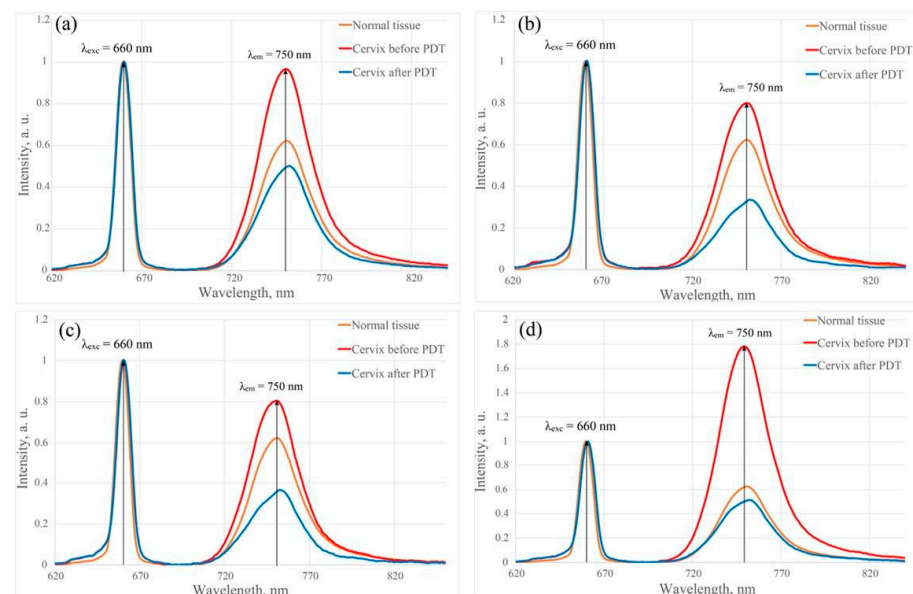 (a)
Normal tissue
Cervix before PDT
Cervix after PDT
λexc = 660 nm
λem = 750 nm
Intensity, a. u.
1.2
1
0.8
0.6
0.4
0.2
0
620
670
720
770
820
Wavelength, nm
(b)
Normal tissue
Cervix before PDT
Cervix after PDT
λexc = 660 nm
λem = 750 nm
Intensity, a. u.
1.2
1
0.8
0.6
0.4
0.2
0
620
670
720
770
820
Wavelength, nm
(c)
Normal tissue
Cervix before PDT
Cervix after PDT
λexc = 660 nm
λem = 750 nm
Intensity, a. u.
1.2
1
0.8
0.6
0.4
0.2
0
620
670
720
770
820
Wavelength, nm
(d)
Normal tissue
Cervix before PDT
Cervix after PDT
λem = 750 nm
λexc = 660 nm
Intensity, a. u.
2
1.8
1.6
1.4
1.2
1
0.8
0.6
0.4
0.2
0
620
670
720
770
820
Wavelength, nm